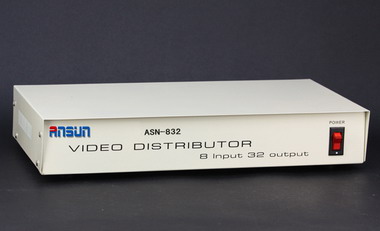 ANSUN
ASN-832
VIDEO DISTRIBUTOR
8 Input 32 output
POWER